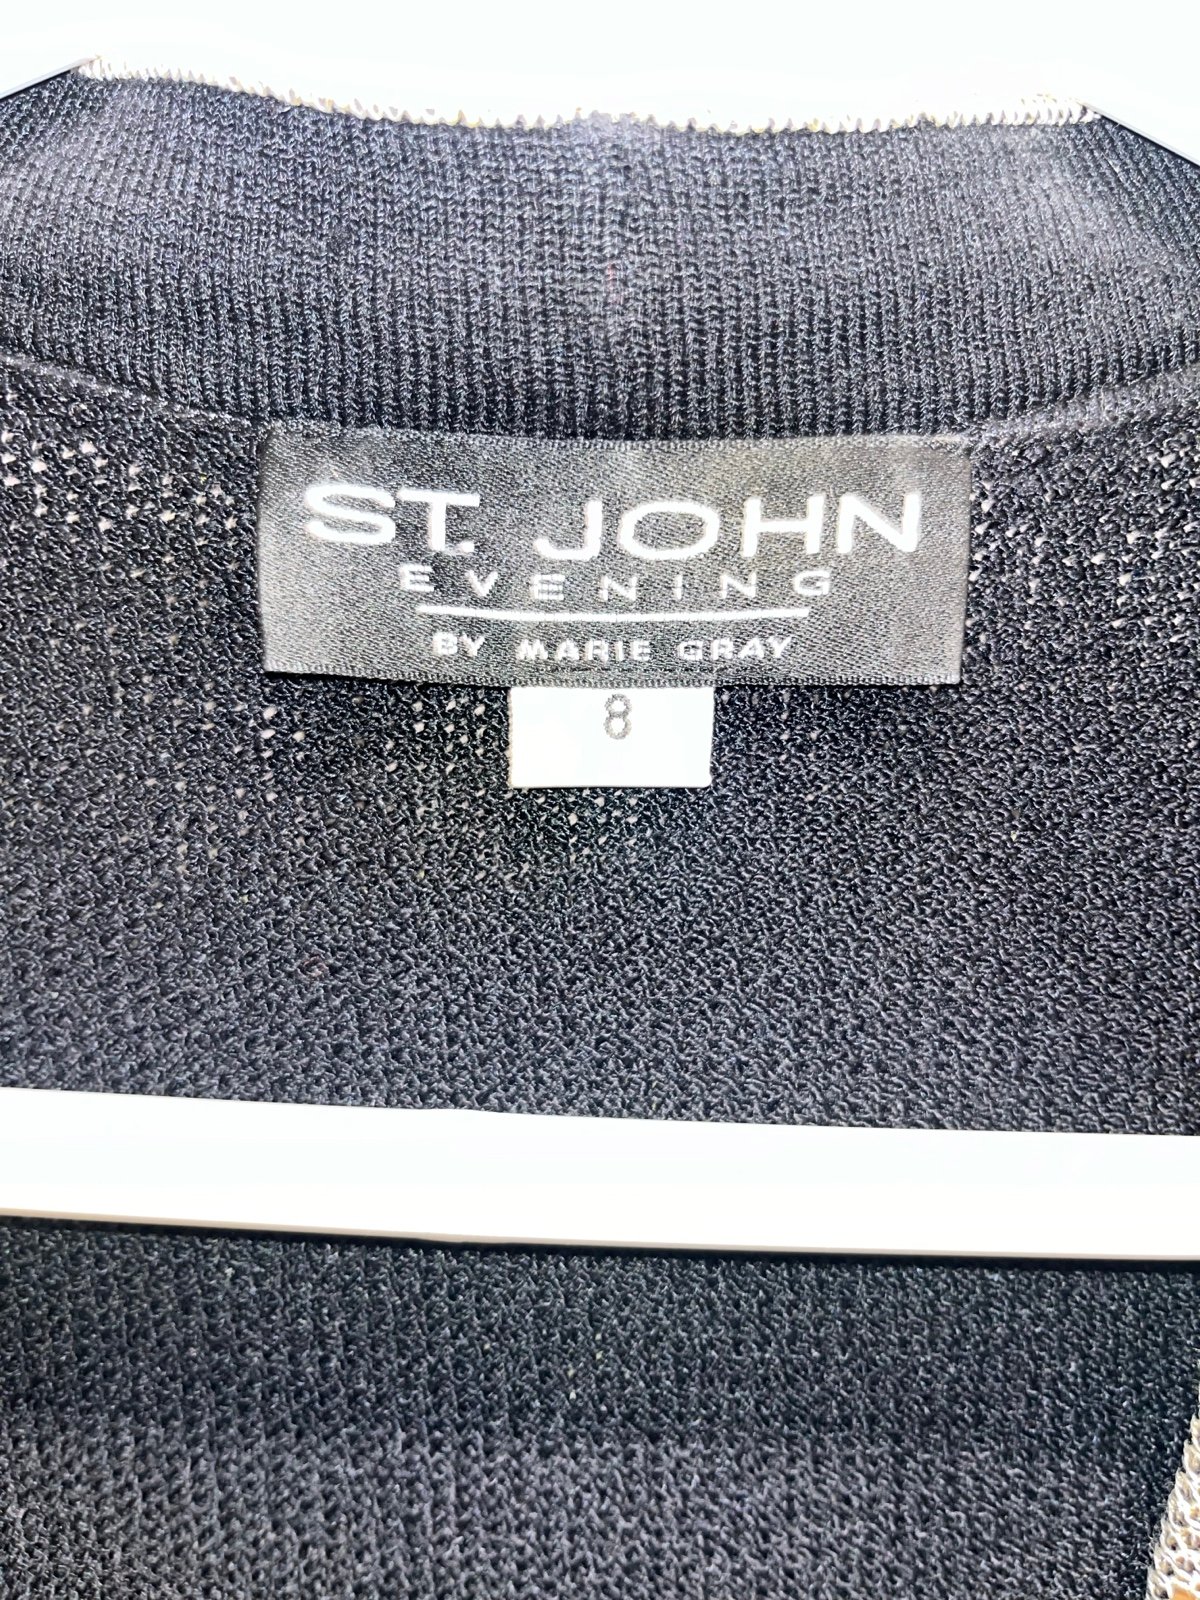 ST. JOHN
EVENING
BY MARIE GRAY
8